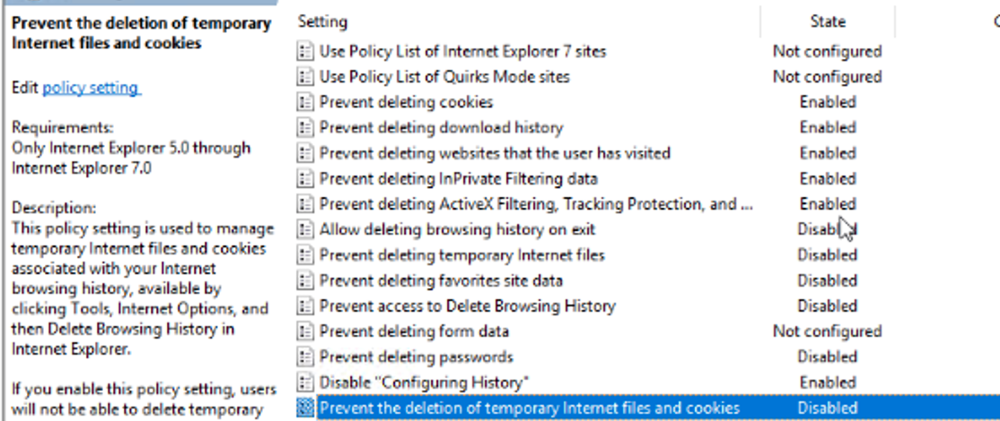 Prevent the deletion of temporary
Internet files and cookies
Edit policy setting
Requirements:
Only Internet Explorer 5.0 through
Internet Explorer 7.0
Description:
This policy setting is used to manage
temporary Internet files and cookies
associated with your Internet
browsing history, available by
clicking Tools, Internet Options, and
then Delete Browsing History in
Internet Explorer.
If you enable this policy setting, users
will not be able to delete temporary
Setting State
Use Policy List of Internet Explorer 7 sites Not configured
Use Policy List of Quirks Mode sites Not configured
Prevent deleting cookies Enabled
Prevent deleting download history Enabled
Prevent deleting websites that the user has visited Enabled
Prevent deleting InPrivate Filtering data Enabled
Prevent deleting ActiveX Filtering, Tracking Protection, and ... Enabled
Allow deleting browsing history on exit Disabled
Prevent deleting temporary Internet files Disabled
Prevent deleting favorites site data Disabled
Prevent access to Delete Browsing History Disabled
Prevent deleting form data Not configured
Prevent deleting passwords Disabled
Disable "Configuring History" Enabled
Prevent the deletion of temporary Internet files and cookies Disabled